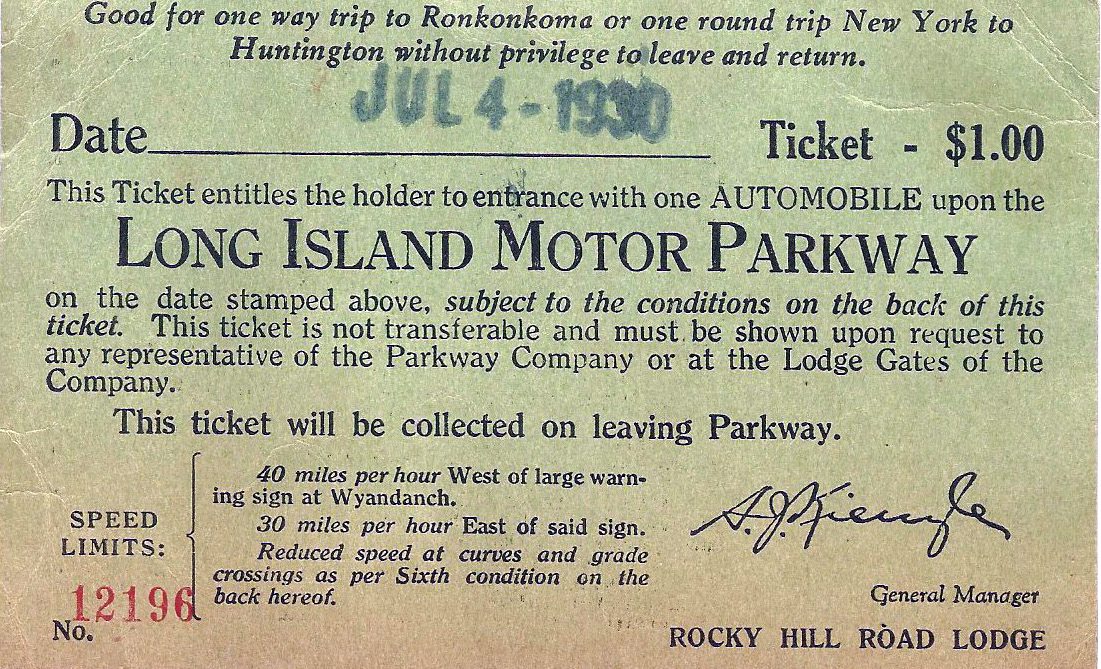 Good for one way trip to Ronkonkoma or one round trip New York to
Huntington without privilege to leave and return.
JUL 4 - 1930
Date Ticket - $1.00
This Ticket entitles the holder to entrance with one AUTOMOBILE upon the
LONG ISLAND MOTOR PARKWAY
on the date stamped above, subject to the conditions on the back of this
ticket. This ticket is not transferable and must be shown upon request to
any representative of the Parkway Company or at the Lodge Gates of the
Company.
This ticket will be collected on leaving Parkway.
SPEED
LIMITS:
40 miles per hour West of large warn-
ing sign at Wyandanch.
30 miles per hour East of said sign.
Reduced speed at curves and grade
crossings as per Sixth condition on the
back hereof.
12196
No.
General Manager
ROCKY HILL ROAD LODGE